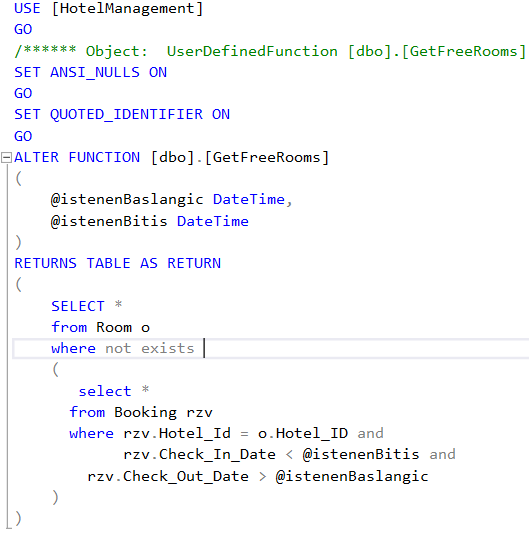 USE [HotelManagement]
GO
/****** Object:  UserDefinedFunction [dbo].[GetFreeRooms]
SET ANSI_NULLS ON
GO
SET QUOTED_IDENTIFIER ON
GO
ALTER FUNCTION [dbo].[GetFreeRooms]
(
    @istenenBaslangic DateTime,
    @istenenBitis DateTime
)
RETURNS TABLE AS RETURN
(
    SELECT *
    from Room o
    where not exists
    (
       select *
      from Booking rzv
      where rzv.Hotel_Id = o.Hotel_ID and
            rzv.Check_In_Date < @istenenBitis and
        rzv.Check_Out_Date > @istenenBaslangic
    )
)